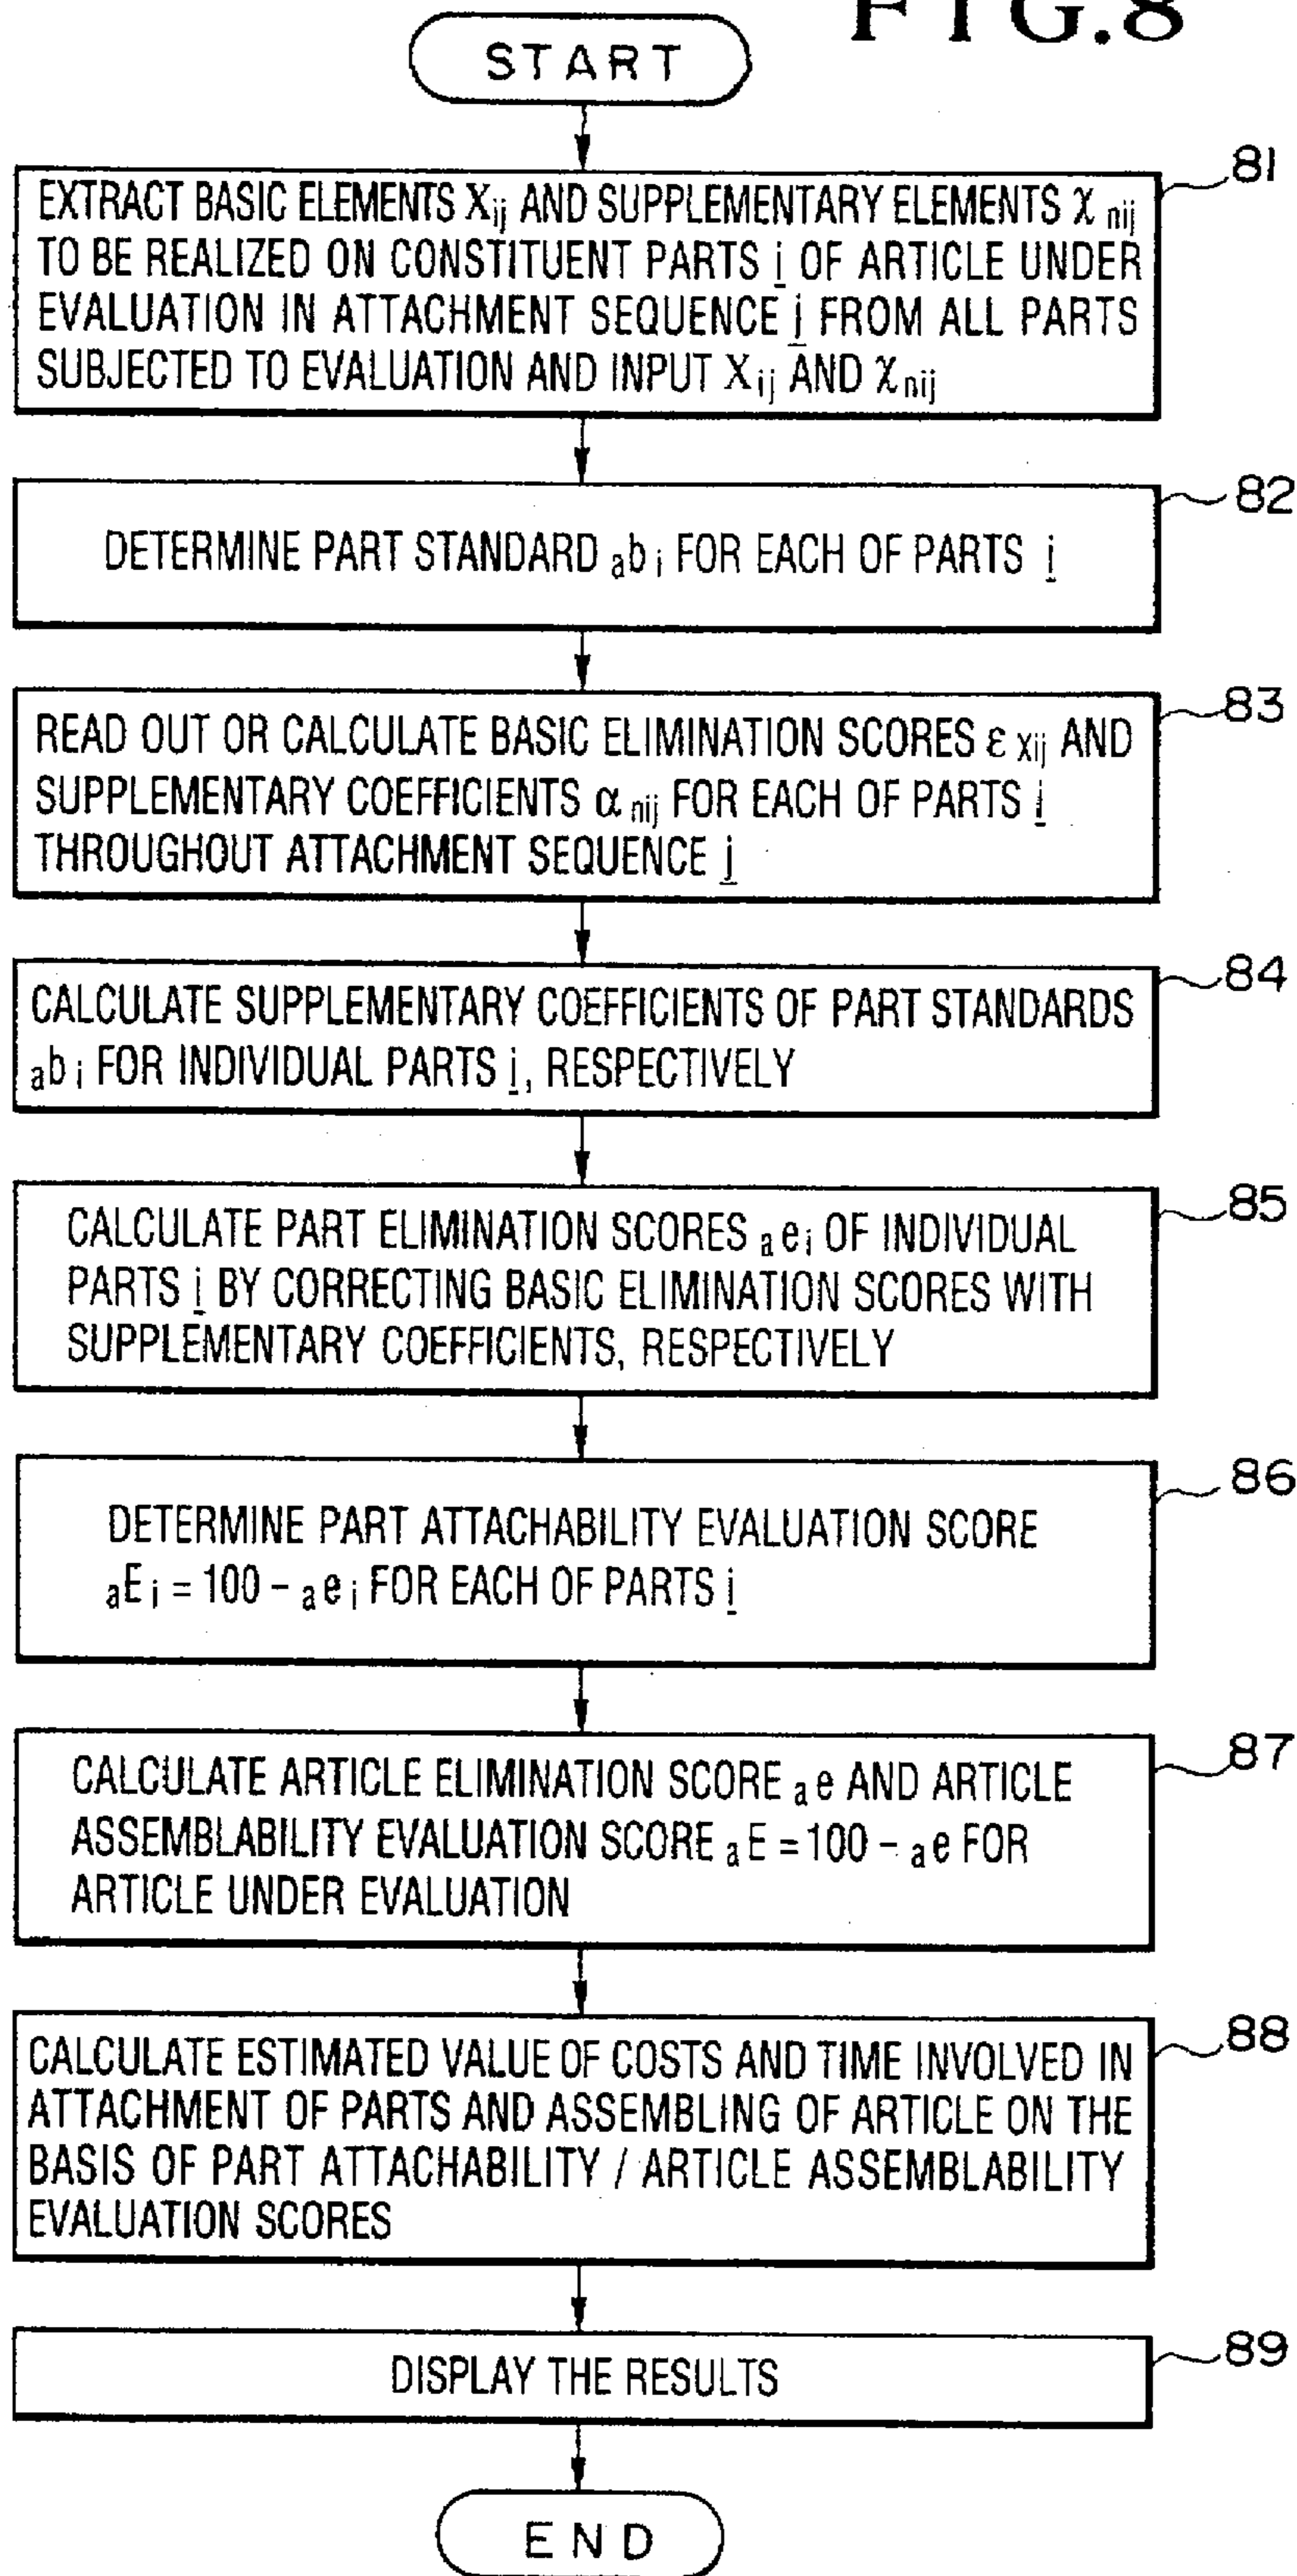 FIG.8
START
81
EXTRACT BASIC ELEMENTS Xij AND SUPPLEMENTARY ELEMENTS χnij
TO BE REALIZED ON CONSTITUENT PARTS i OF ARTICLE UNDER
EVALUATION IN ATTACHMENT SEQUENCE j FROM ALL PARTS
SUBJECTED TO EVALUATION AND INPUT Xij AND χnij
82
DETERMINE PART STANDARD abi FOR EACH OF PARTS i
83
READ OUT OR CALCULATE BASIC ELIMINATION SCORES εxij AND
SUPPLEMENTARY COEFFICIENTS αnij FOR EACH OF PARTS i
THROUGHOUT ATTACHMENT SEQUENCE j
84
CALCULATE SUPPLEMENTARY COEFFICIENTS OF PART STANDARDS
abi FOR INDIVIDUAL PARTS i, RESPECTIVELY
85
CALCULATE PART ELIMINATION SCORES aei OF INDIVIDUAL
PARTS i BY CORRECTING BASIC ELIMINATION SCORES WITH
SUPPLEMENTARY COEFFICIENTS, RESPECTIVELY
86
DETERMINE PART ATTACHABILITY EVALUATION SCORE
aEi = 100 - aei FOR EACH OF PARTS i
87
CALCULATE ARTICLE ELIMINATION SCORE ae AND ARTICLE
ASSEMBLABILITY EVALUATION SCORE aE = 100 - ae FOR
ARTICLE UNDER EVALUATION
88
CALCULATE ESTIMATED VALUE OF COSTS AND TIME INVOLVED IN
ATTACHMENT OF PARTS AND ASSEMBLING OF ARTICLE ON THE
BASIS OF PART ATTACHABILITY / ARTICLE ASSEMBLABILITY
EVALUATION SCORES
89
DISPLAY THE RESULTS
END